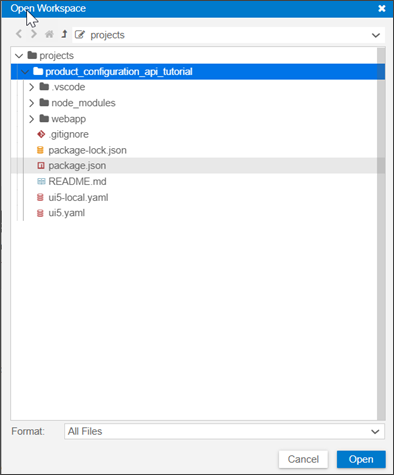 Open Workspace
projects
projects
product_configuration_api_tutorial
.vscode
node_modules
webapp
.gitignore
package-lock.json
package.json
README.md
ui5-local.yaml
ui5.yaml
Format: All Files
Cancel Open